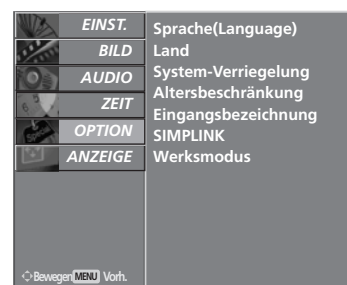 EINST.
BILD
AUDIO
ZEIT
OPTION
ANZEIGE
Sprache(Language)
Land
System-Verriegelung
Altersbeschränkung
Eingangsbezeichnung
SIMPLINK
Werksmodus
Bewegen MENU Vorh.